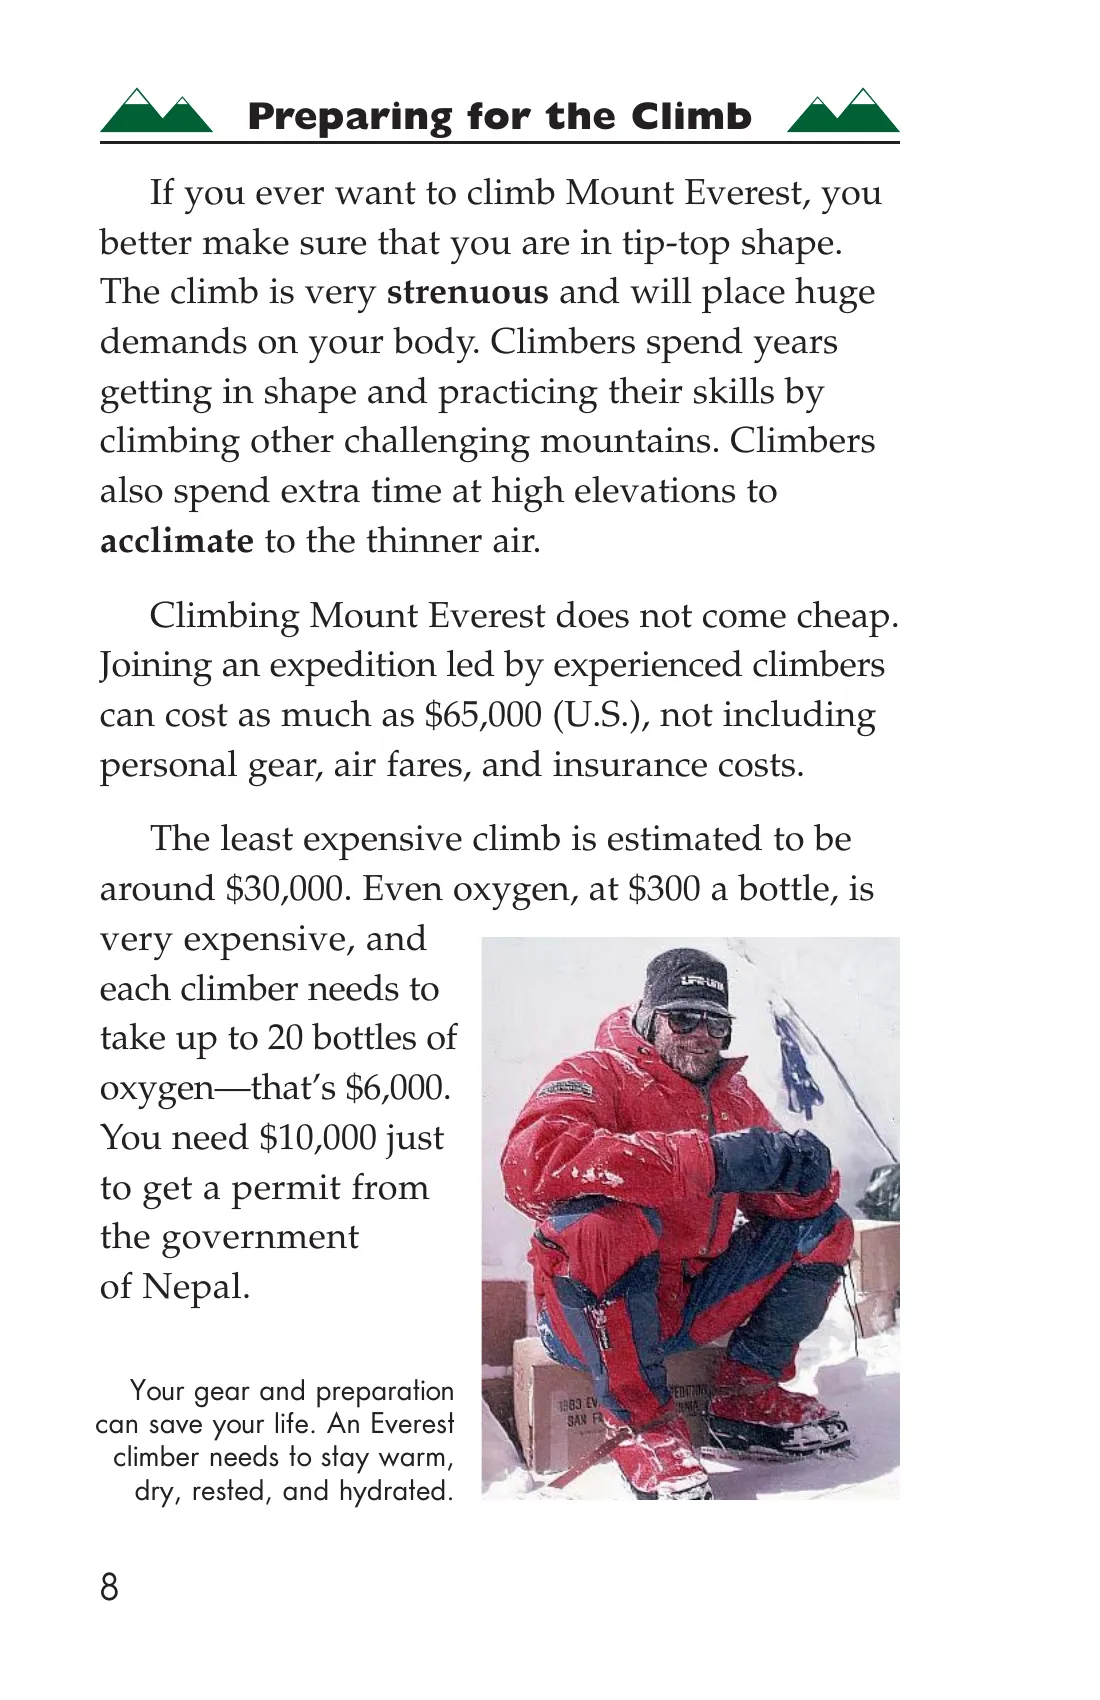 Preparing for the Climb
If you ever want to climb Mount Everest, you
better make sure that you are in tip-top shape.
The climb is very strenuous and will place huge
demands on your body. Climbers spend years
getting in shape and practicing their skills by
climbing other challenging mountains. Climbers
also spend extra time at high elevations to
acclimate to the thinner air.
Climbing Mount Everest does not come cheap.
Joining an expedition led by experienced climbers
can cost as much as $65,000 (U.S.), not including
personal gear, air fares, and insurance costs.
The least expensive climb is estimated to be
around $30,000. Even oxygen, at $300 a bottle, is
very expensive, and
each climber needs to
take up to 20 bottles of
oxygen—that’s $6,000.
You need $10,000 just
to get a permit from
the government
of Nepal.
Your gear and preparation
can save your life. An Everest
climber needs to stay warm,
dry, rested, and hydrated.
1983 EV
SAN FR
8